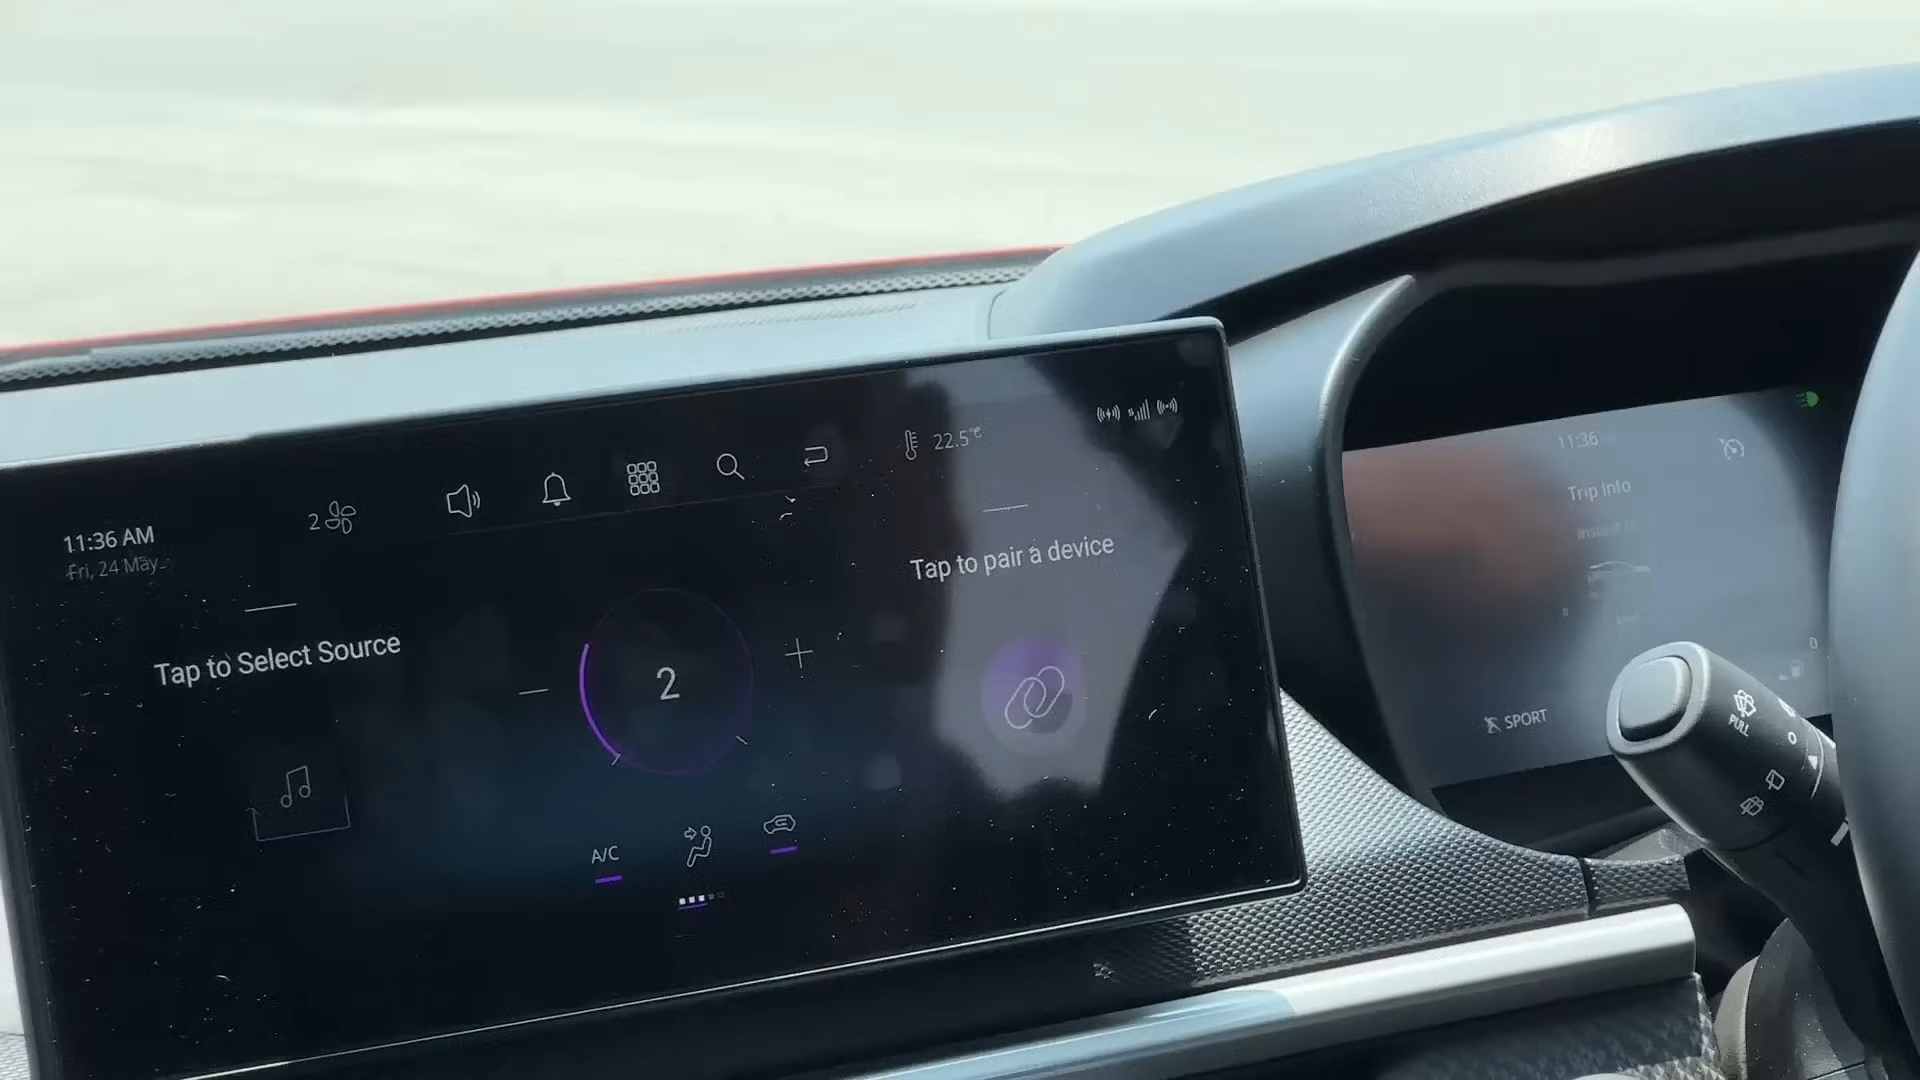 11:36 AM
Fri, 24 May
2
22.5°C
Tap to Select Source
2
Tap to pair a device
A/C
11:36
Trip Info
SPORT
0
PULL